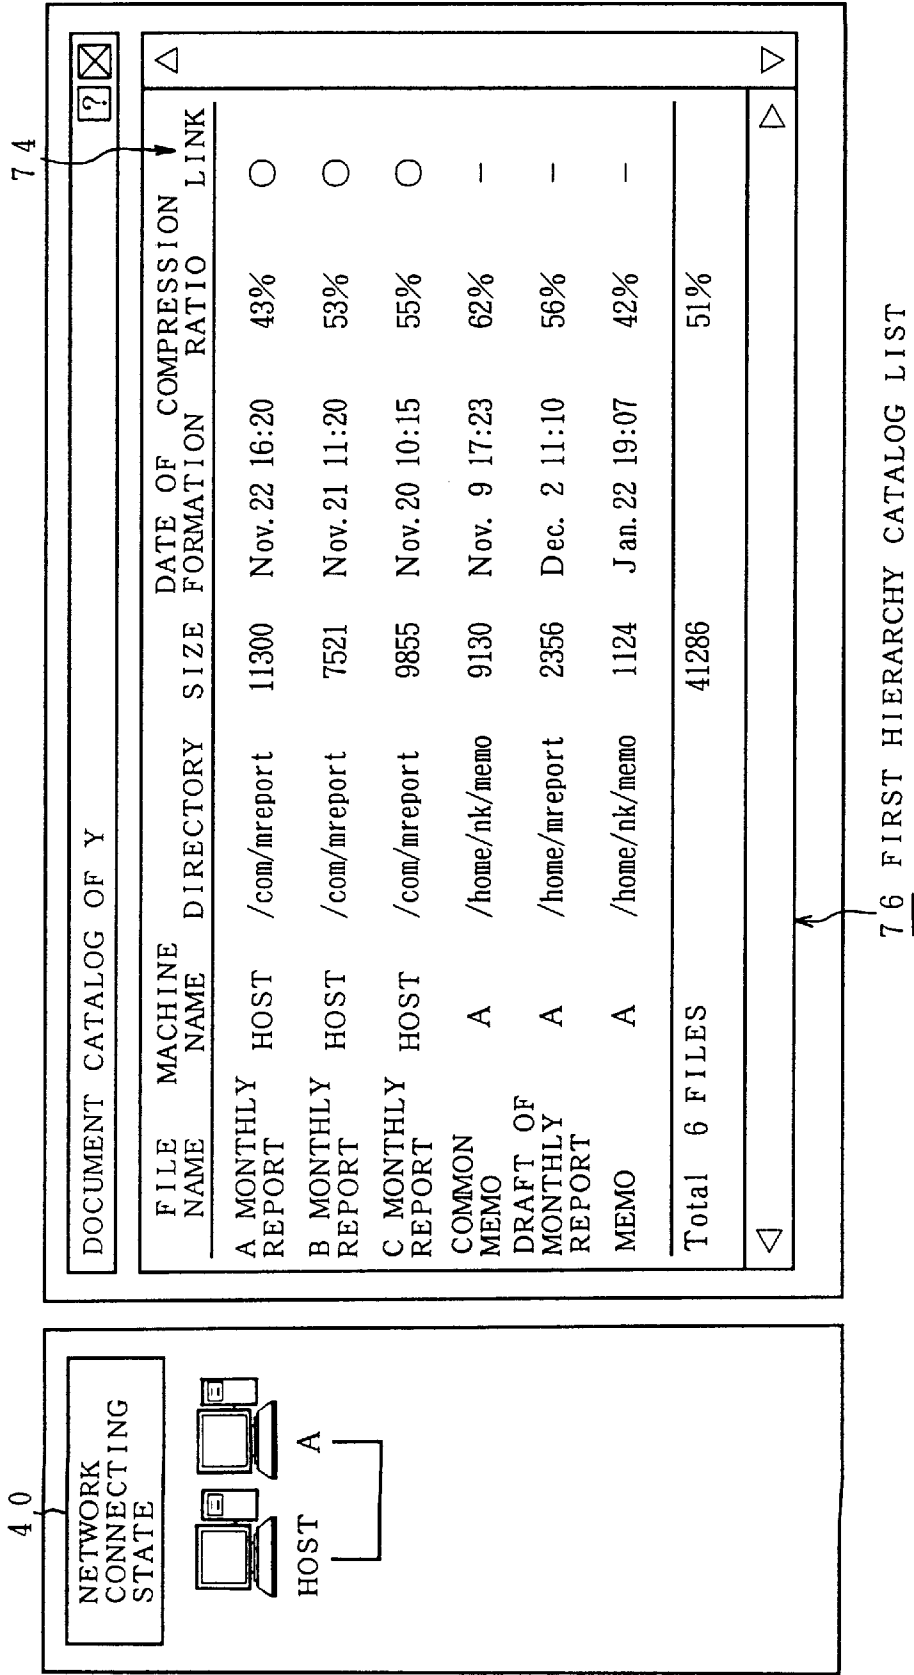 40
NETWORK
CONNECTING
STATE
HOST
A
DOCUMENT CATALOG OF Y
?
74
FILE NAME MACHINE NAME DIRECTORY SIZE DATE OF FORMATION COMPRESSION RATIO LINK
A MONTHLY REPORT HOST /com/mreport 11300 Nov.22 16:20 43% ○
B MONTHLY REPORT HOST /com/mreport 7521 Nov.21 11:20 53% ○
C MONTHLY REPORT HOST /com/mreport 9855 Nov.20 10:15 55% ○
COMMON MEMO A /home/nk/memo 9130 Nov. 9 17:23 62% –
DRAFT OF MONTHLY REPORT A /home/mreport 2356 Dec. 2 11:10 56% –
MEMO A /home/nk/memo 1124 Jan.22 19:07 42% –
Total 6 FILES 41286 51%
76 FIRST HIERARCHY CATALOG LIST